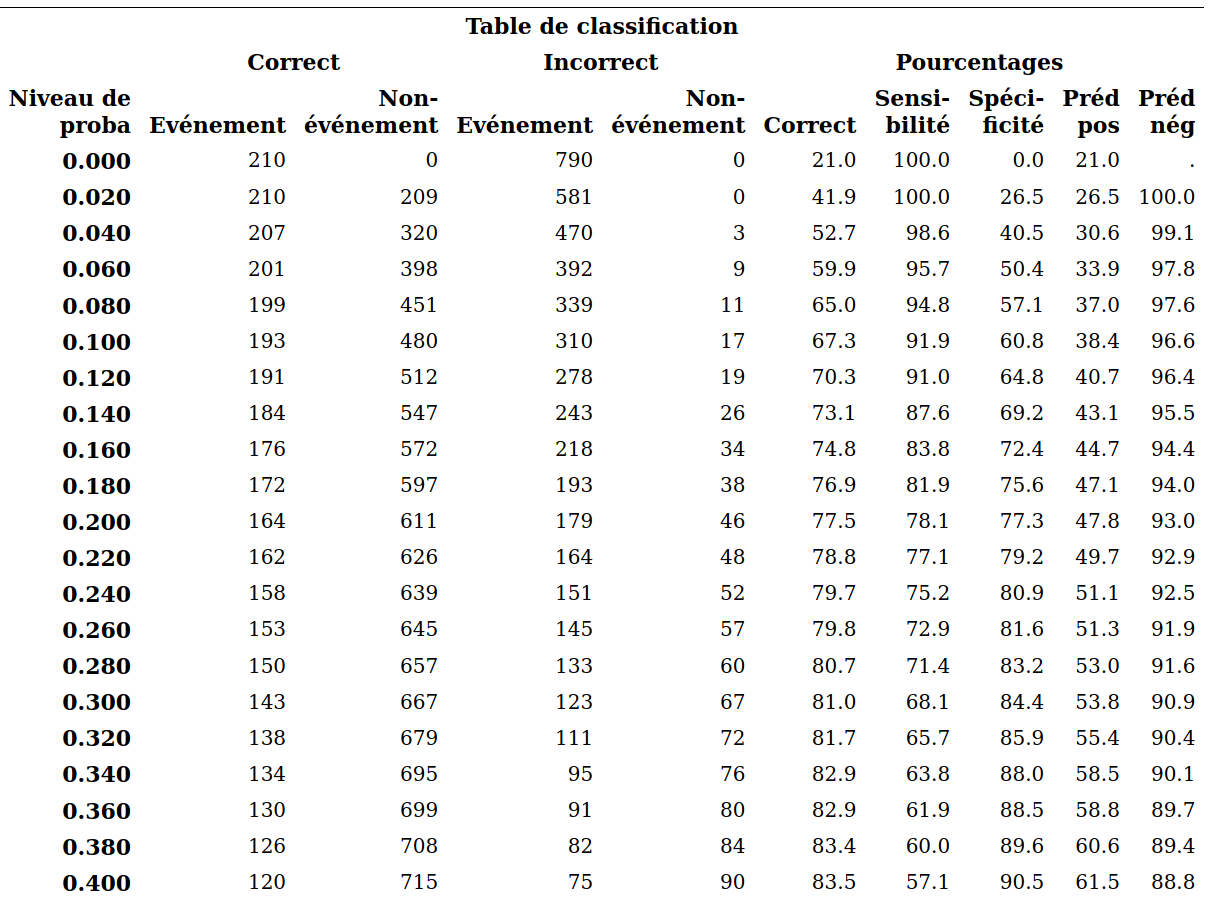 Table de classification
Correct Incorrect Pourcentages
Niveau de Non- Non- Sensi- Spéci- Préd Préd
proba Evénement événement Evénement événement Correct bilité ficité pos nég
0.000 210 0 790 0 21.0 100.0 0.0 21.0 .
0.020 210 209 581 0 41.9 100.0 26.5 26.5 100.0
0.040 207 320 470 3 52.7 98.6 40.5 30.6 99.1
0.060 201 398 392 9 59.9 95.7 50.4 33.9 97.8
0.080 199 451 339 11 65.0 94.8 57.1 37.0 97.6
0.100 193 480 310 17 67.3 91.9 60.8 38.4 96.6
0.120 191 512 278 19 70.3 91.0 64.8 40.7 96.4
0.140 184 547 243 26 73.1 87.6 69.2 43.1 95.5
0.160 176 572 218 34 74.8 83.8 72.4 44.7 94.4
0.180 172 597 193 38 76.9 81.9 75.6 47.1 94.0
0.200 164 611 179 46 77.5 78.1 77.3 47.8 93.0
0.220 162 626 164 48 78.8 77.1 79.2 49.7 92.9
0.240 158 639 151 52 79.7 75.2 80.9 51.1 92.5
0.260 153 645 145 57 79.8 72.9 81.6 51.3 91.9
0.280 150 657 133 60 80.7 71.4 83.2 53.0 91.6
0.300 143 667 123 67 81.0 68.1 84.4 53.8 90.9
0.320 138 679 111 72 81.7 65.7 85.9 55.4 90.4
0.340 134 695 95 76 82.9 63.8 88.0 58.5 90.1
0.360 130 699 91 80 82.9 61.9 88.5 58.8 89.7
0.380 126 708 82 84 83.4 60.0 89.6 60.6 89.4
0.400 120 715 75 90 83.5 57.1 90.5 61.5 88.8